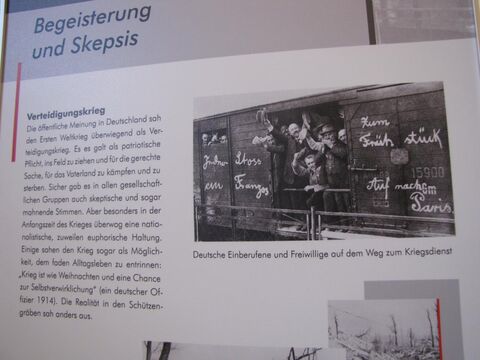 Begeisterung
und Skepsis
Verteidigungskrieg
Die öffentliche Meinung in Deutschland sah
den Ersten Weltkrieg überwiegend als Ver-
teidigungskrieg. Es es galt als patriotische
Pflicht, ins Feld zu ziehen und für die gerechte
Sache, für das Vaterland zu kämpfen und zu
sterben. Sicher gab es in allen gesellschaft-
lichen Gruppen auch skeptische und sogar
mahnende Stimmen. Aber besonders in der
Anfangszeit des Krieges überwog eine natio-
nalistische, zuweilen euphorische Haltung.
Einige sahen den Krieg sogar als Möglich-
keit, dem faden Alltagsleben zu entrinnen:
„Krieg ist wie Weihnachten und eine Chance
zur Selbstverwirklichung“ (ein deutscher Of-
fizier 1914). Die Realität in den Schützen-
gräben sah anders aus.
Jedem Stoss
ein Franzos
Zum
Frühstück
15900
Auf nach
Paris.
Deutsche Einberufene und Freiwillige auf dem Weg zum Kriegsdienst